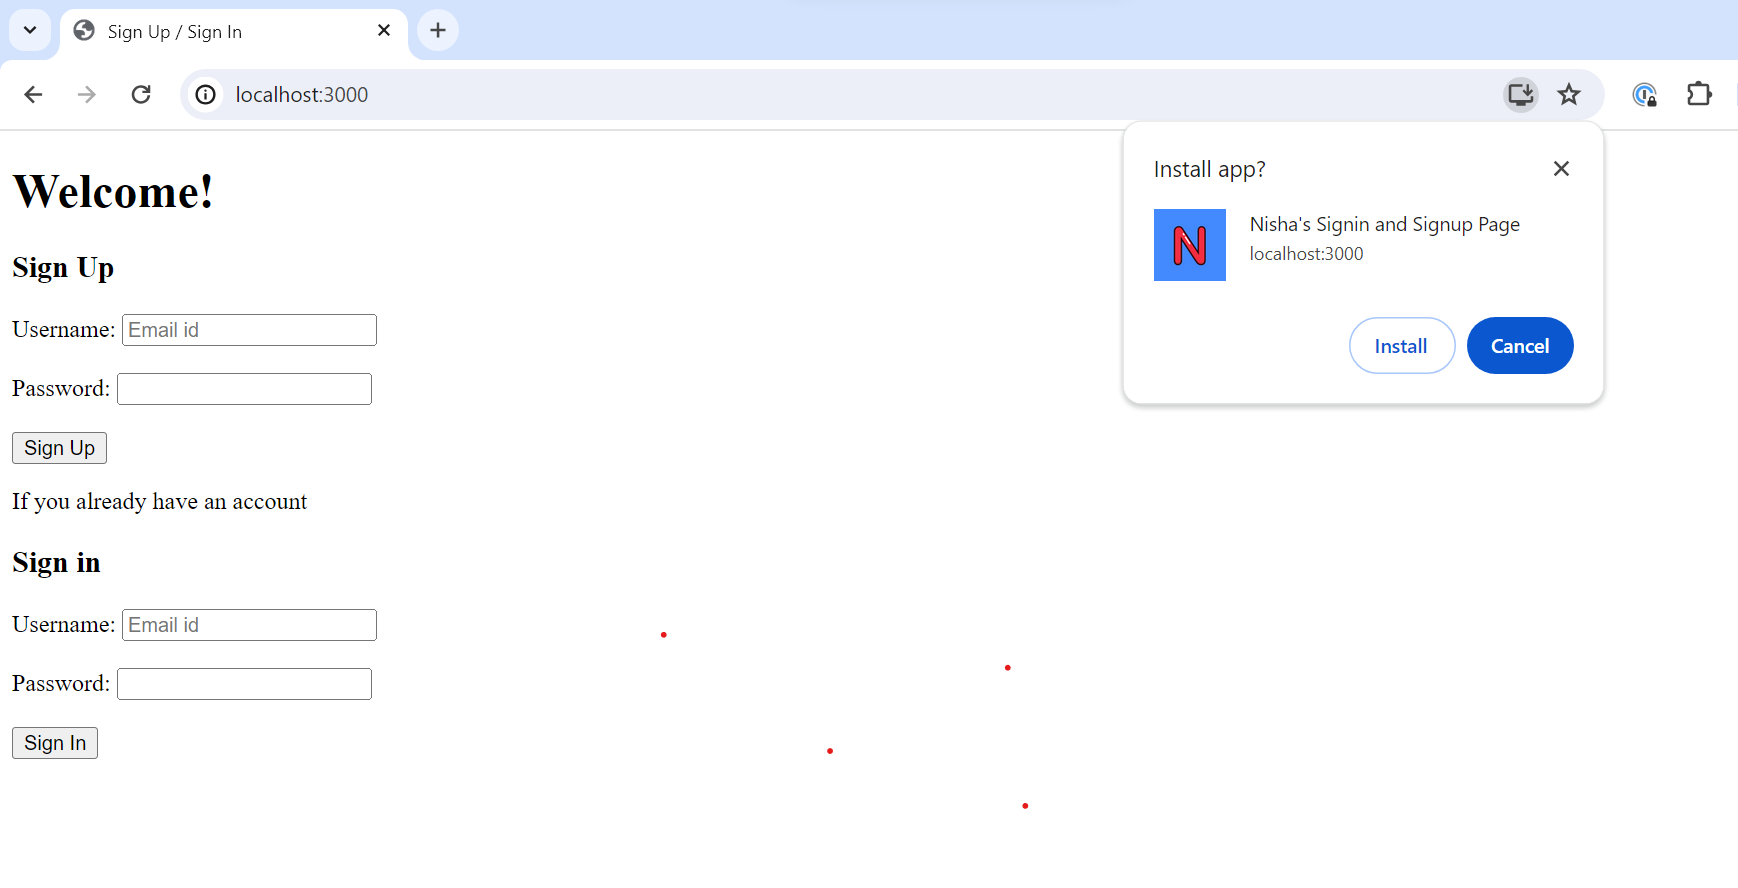 Sign Up / Sign In
localhost:3000
Install app?
N
Nisha's Signin and Signup Page
localhost:3000
Install
Cancel
Welcome!
Sign Up
Username: Email id
Password:
Sign Up
If you already have an account
Sign in
Username: Email id
Password:
Sign In